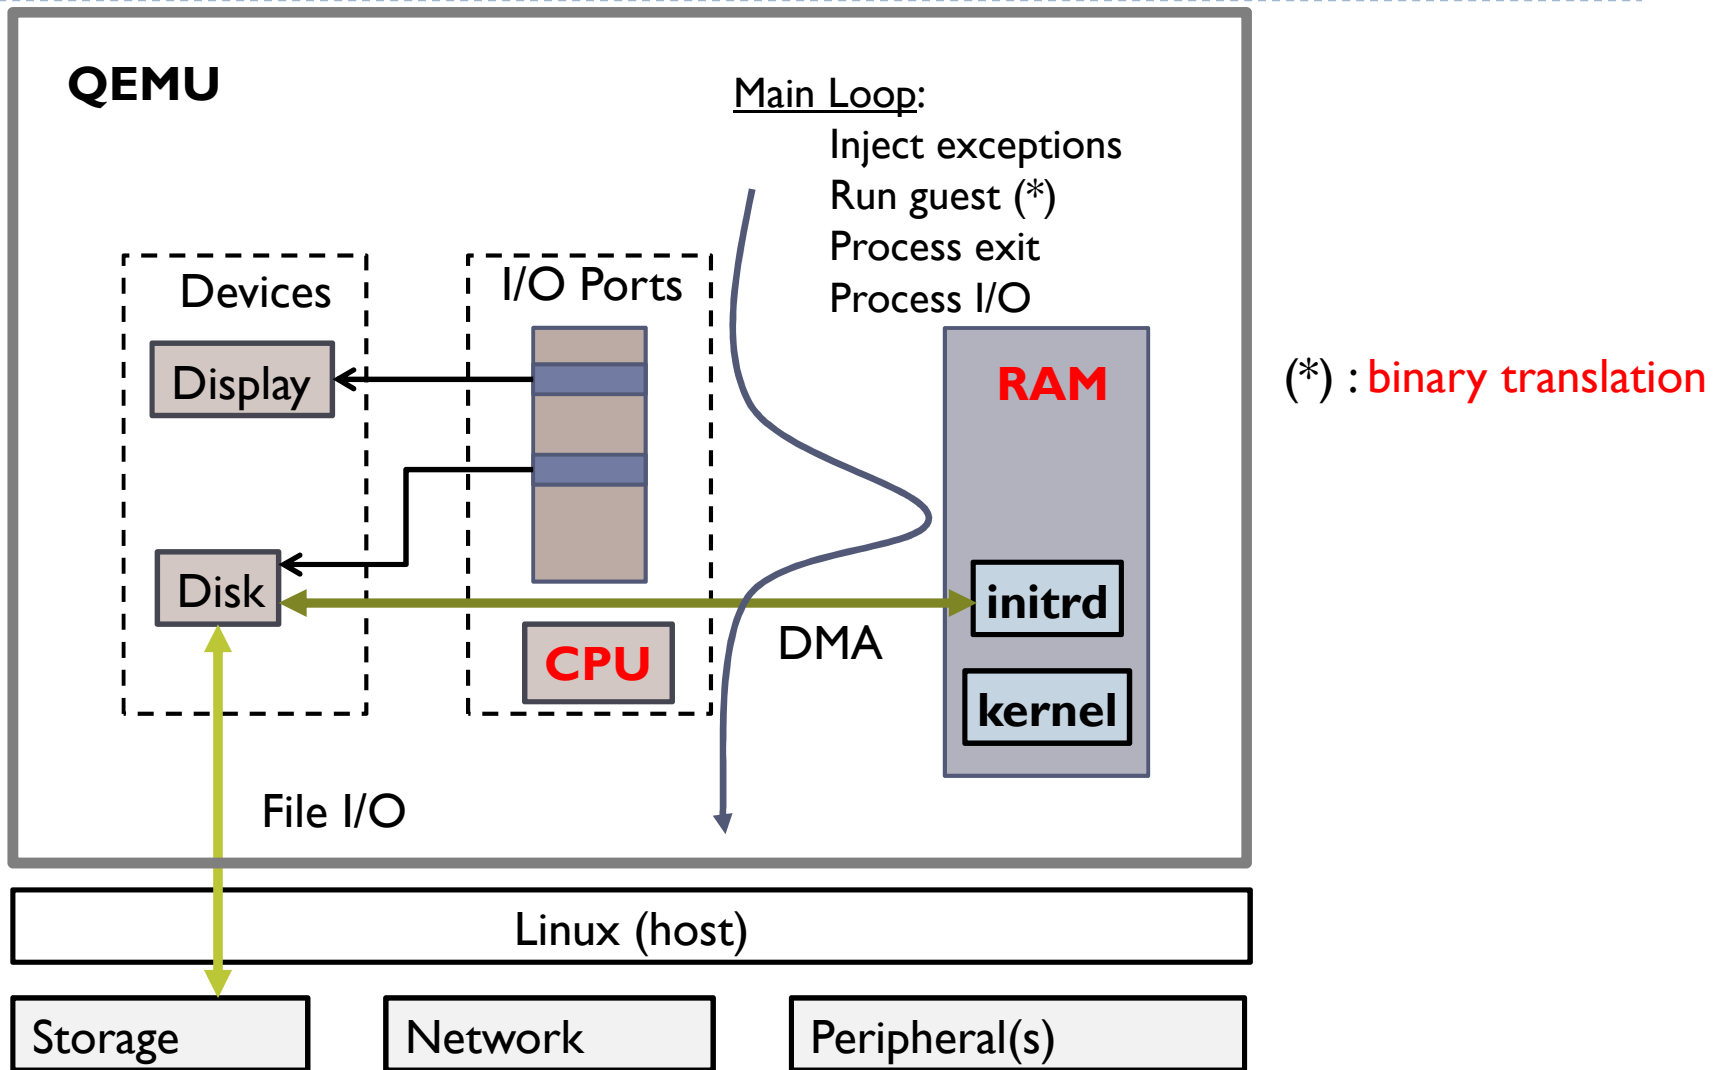 QEMU
Main Loop:
Inject exceptions
Run guest (*)
Process exit
Process I/O
Devices
I/O Ports
Display
RAM
(*) : binary translation
Disk
initrd
DMA
CPU
kernel
File I/O
Linux (host)
Storage
Network
Peripheral(s)